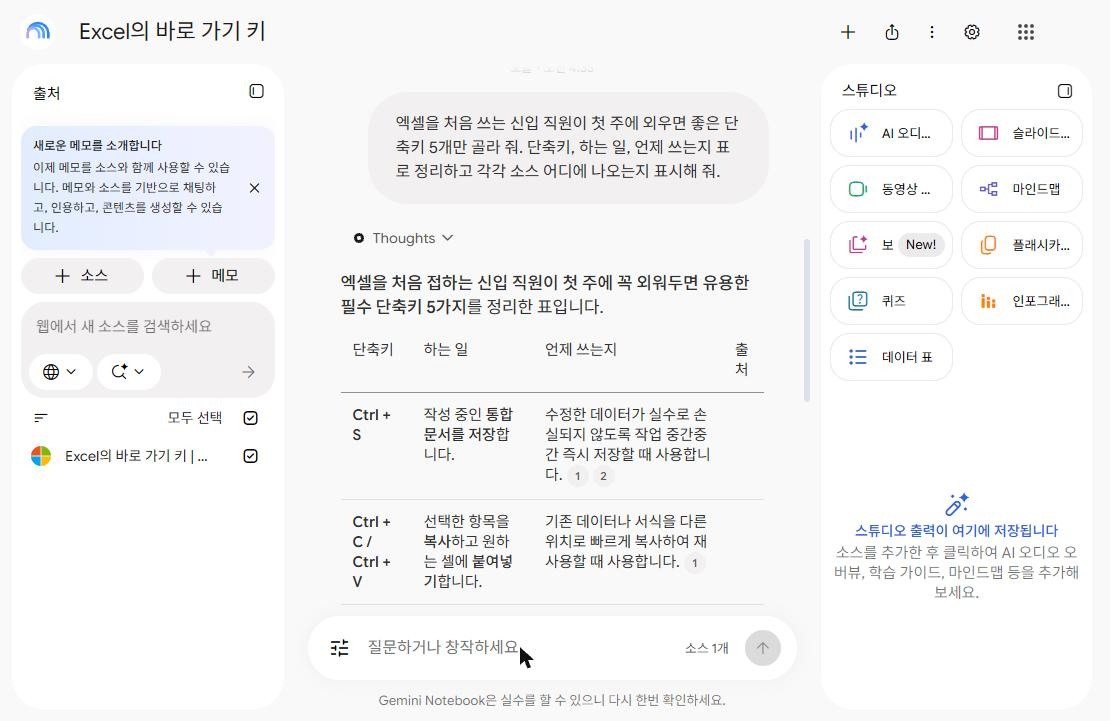 Excel의 바로 가기 키
출처
새로운 메모를 소개합니다
이제 메모를 소스와 함께 사용할 수 있습
니다. 메모와 소스를 기반으로 채팅하
고, 인용하고, 콘텐츠를 생성할 수 있습
니다.
+ 소스
+ 메모
웹에서 새 소스를 검색하세요
모두 선택
Excel의 바로 가기 키 | ...
엑셀을 처음 쓰는 신입 직원이 첫 주에 외우면 좋은 단
축키 5개만 골라 줘. 단축키, 하는 일, 언제 쓰는지 표
로 정리하고 각각 소스 어디에 나오는지 표시해 줘.
Thoughts
엑셀을 처음 접하는 신입 직원이 첫 주에 꼭 외워두면 유용한
필수 단축키 5가지를 정리한 표입니다.
단축키 하는 일 언제 쓰는지 출
처
Ctrl +
S
작성 중인 통합
문서를 저장합
니다.
수정한 데이터가 실수로 손
실되지 않도록 작업 중간중
간 즉시 저장할 때 사용합니
다. 1 2
Ctrl +
C /
Ctrl +
V
선택한 항목을
복사하고 원하
는 셀에 붙여넣
기합니다.
기존 데이터나 서식을 다른
위치로 빠르게 복사하여 재
사용할 때 사용합니다. 1
질문하거나 창작하세요
소스 1개
Gemini Notebook은 실수를 할 수 있으니 다시 한번 확인하세요.
스튜디오
AI 오디...
슬라이드...
동영상 ...
마인드맵
보 New!
플래시카...
퀴즈
인포그래...
데이터 표
스튜디오 출력이 여기에 저장됩니다
소스를 추가한 후 클릭하여 AI 오디오 오
버뷰, 학습 가이드, 마인드맵 등을 추가해
보세요.